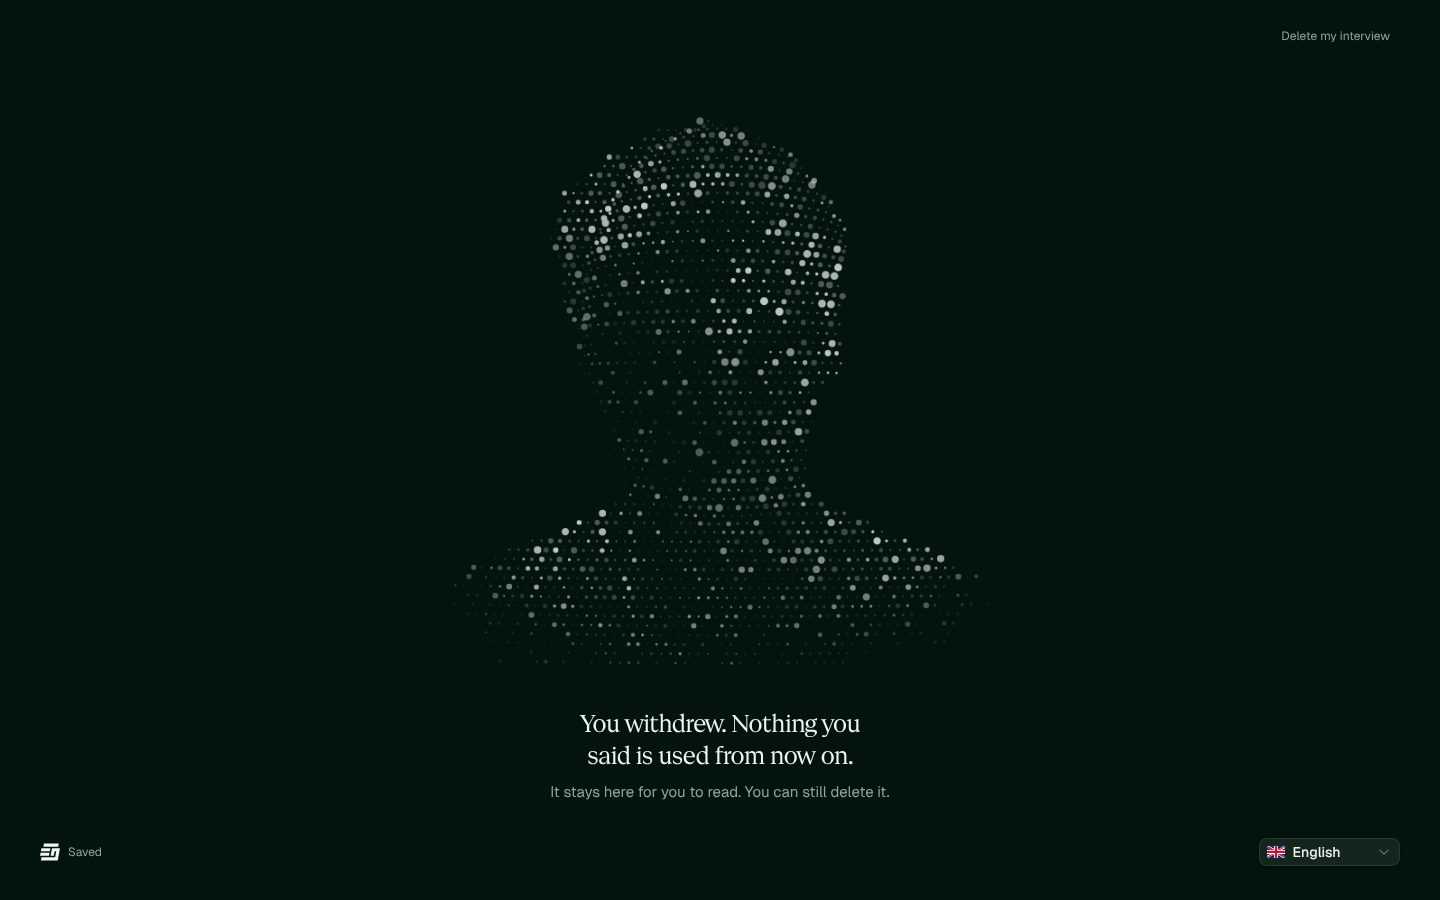 Delete my interview
You withdrew. Nothing you
said is used from now on.
It stays here for you to read. You can still delete it.
Saved
English